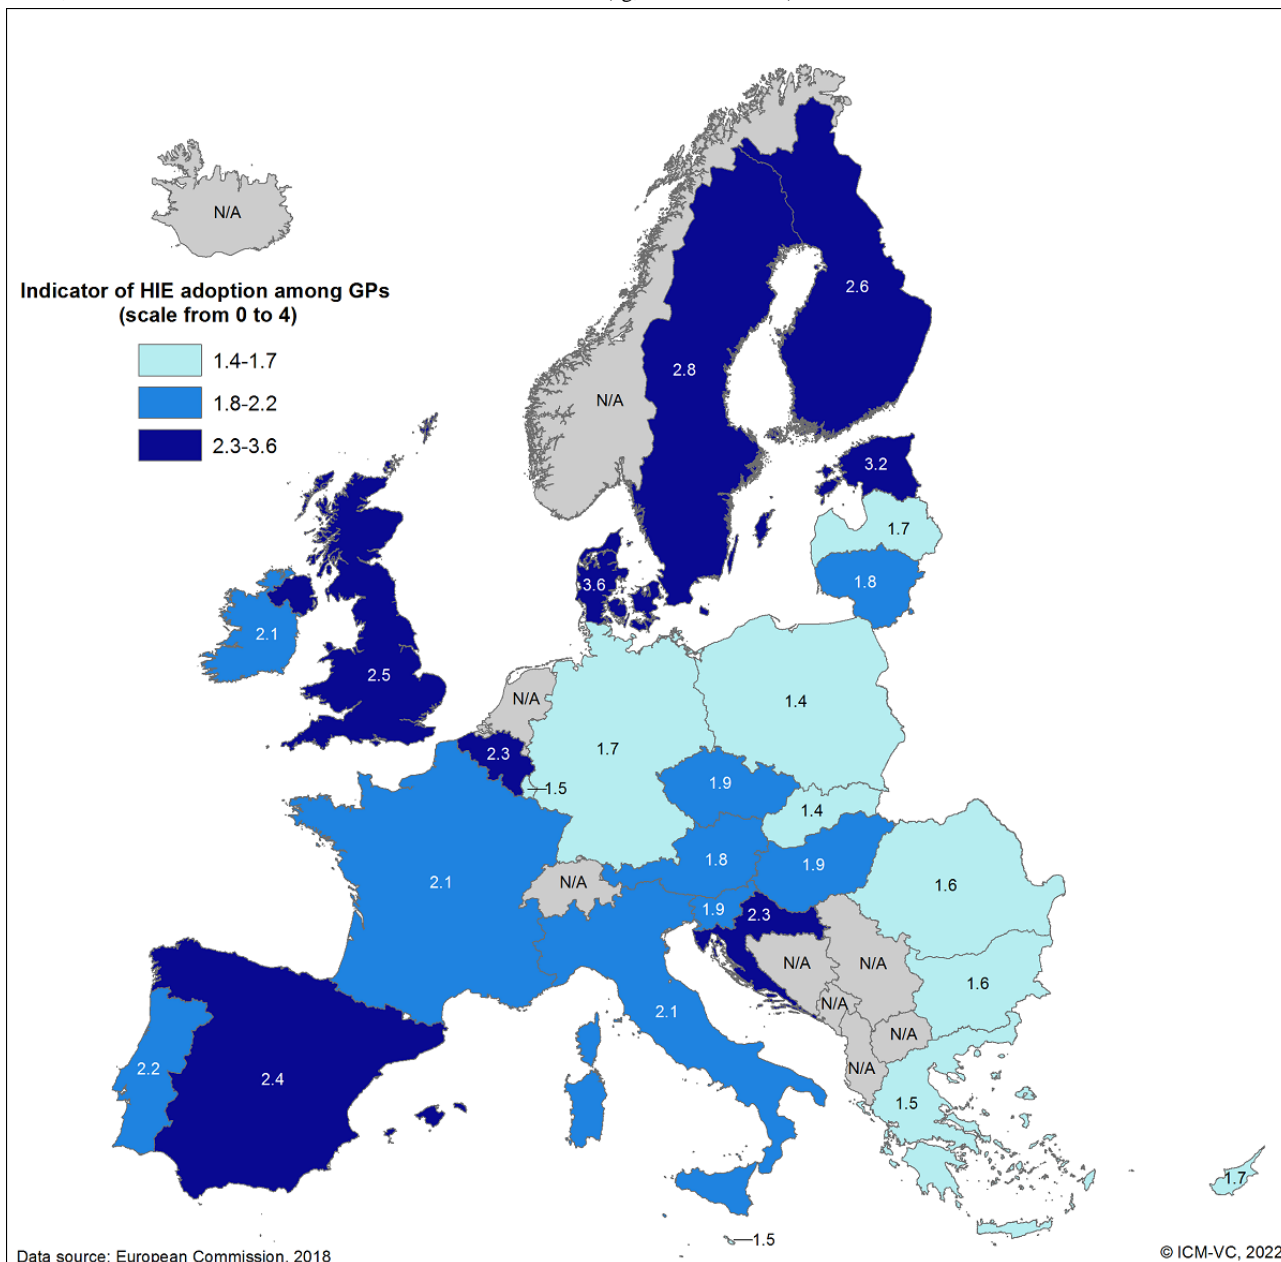 N/A
Indicator of HIE adoption among GPs
(scale from 0 to 4)
1.4-1.7
1.8-2.2
2.3-3.6
2.6
2.8
N/A
3.2
1.7
1.8
3.6
2.1
2.5
N/A
1.4
1.7
2.3
1.5
1.9
1.4
1.8
1.9
2.1
N/A
1.6
1.9
2.3
N/A
N/A
1.6
N/A
2.1
N/A
N/A
2.2
2.4
1.5
1.7
1.5
Data source: European Commission, 2018
© ICM-VC, 2022